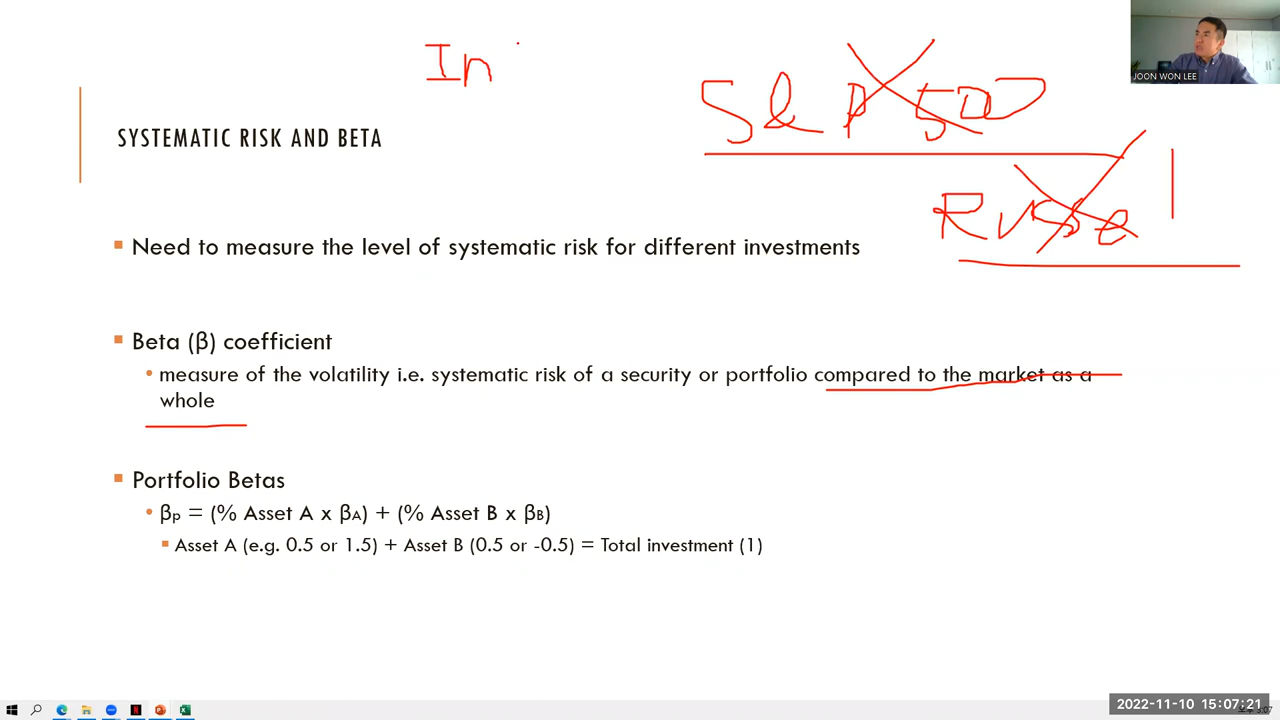 In
S & P 500
JOON WON LEE
SYSTEMATIC RISK AND BETA
Russe
▪ Need to measure the level of systematic risk for different investments
▪ Beta (β) coefficient
• measure of the volatility i.e. systematic risk of a security or portfolio compared to the market as a
whole
▪ Portfolio Betas
• βp = (% Asset A x βA) + (% Asset B x βB)
▪ Asset A (e.g. 0.5 or 1.5) + Asset B (0.5 or -0.5) = Total investment (1)
2022-11-10 15:07:21